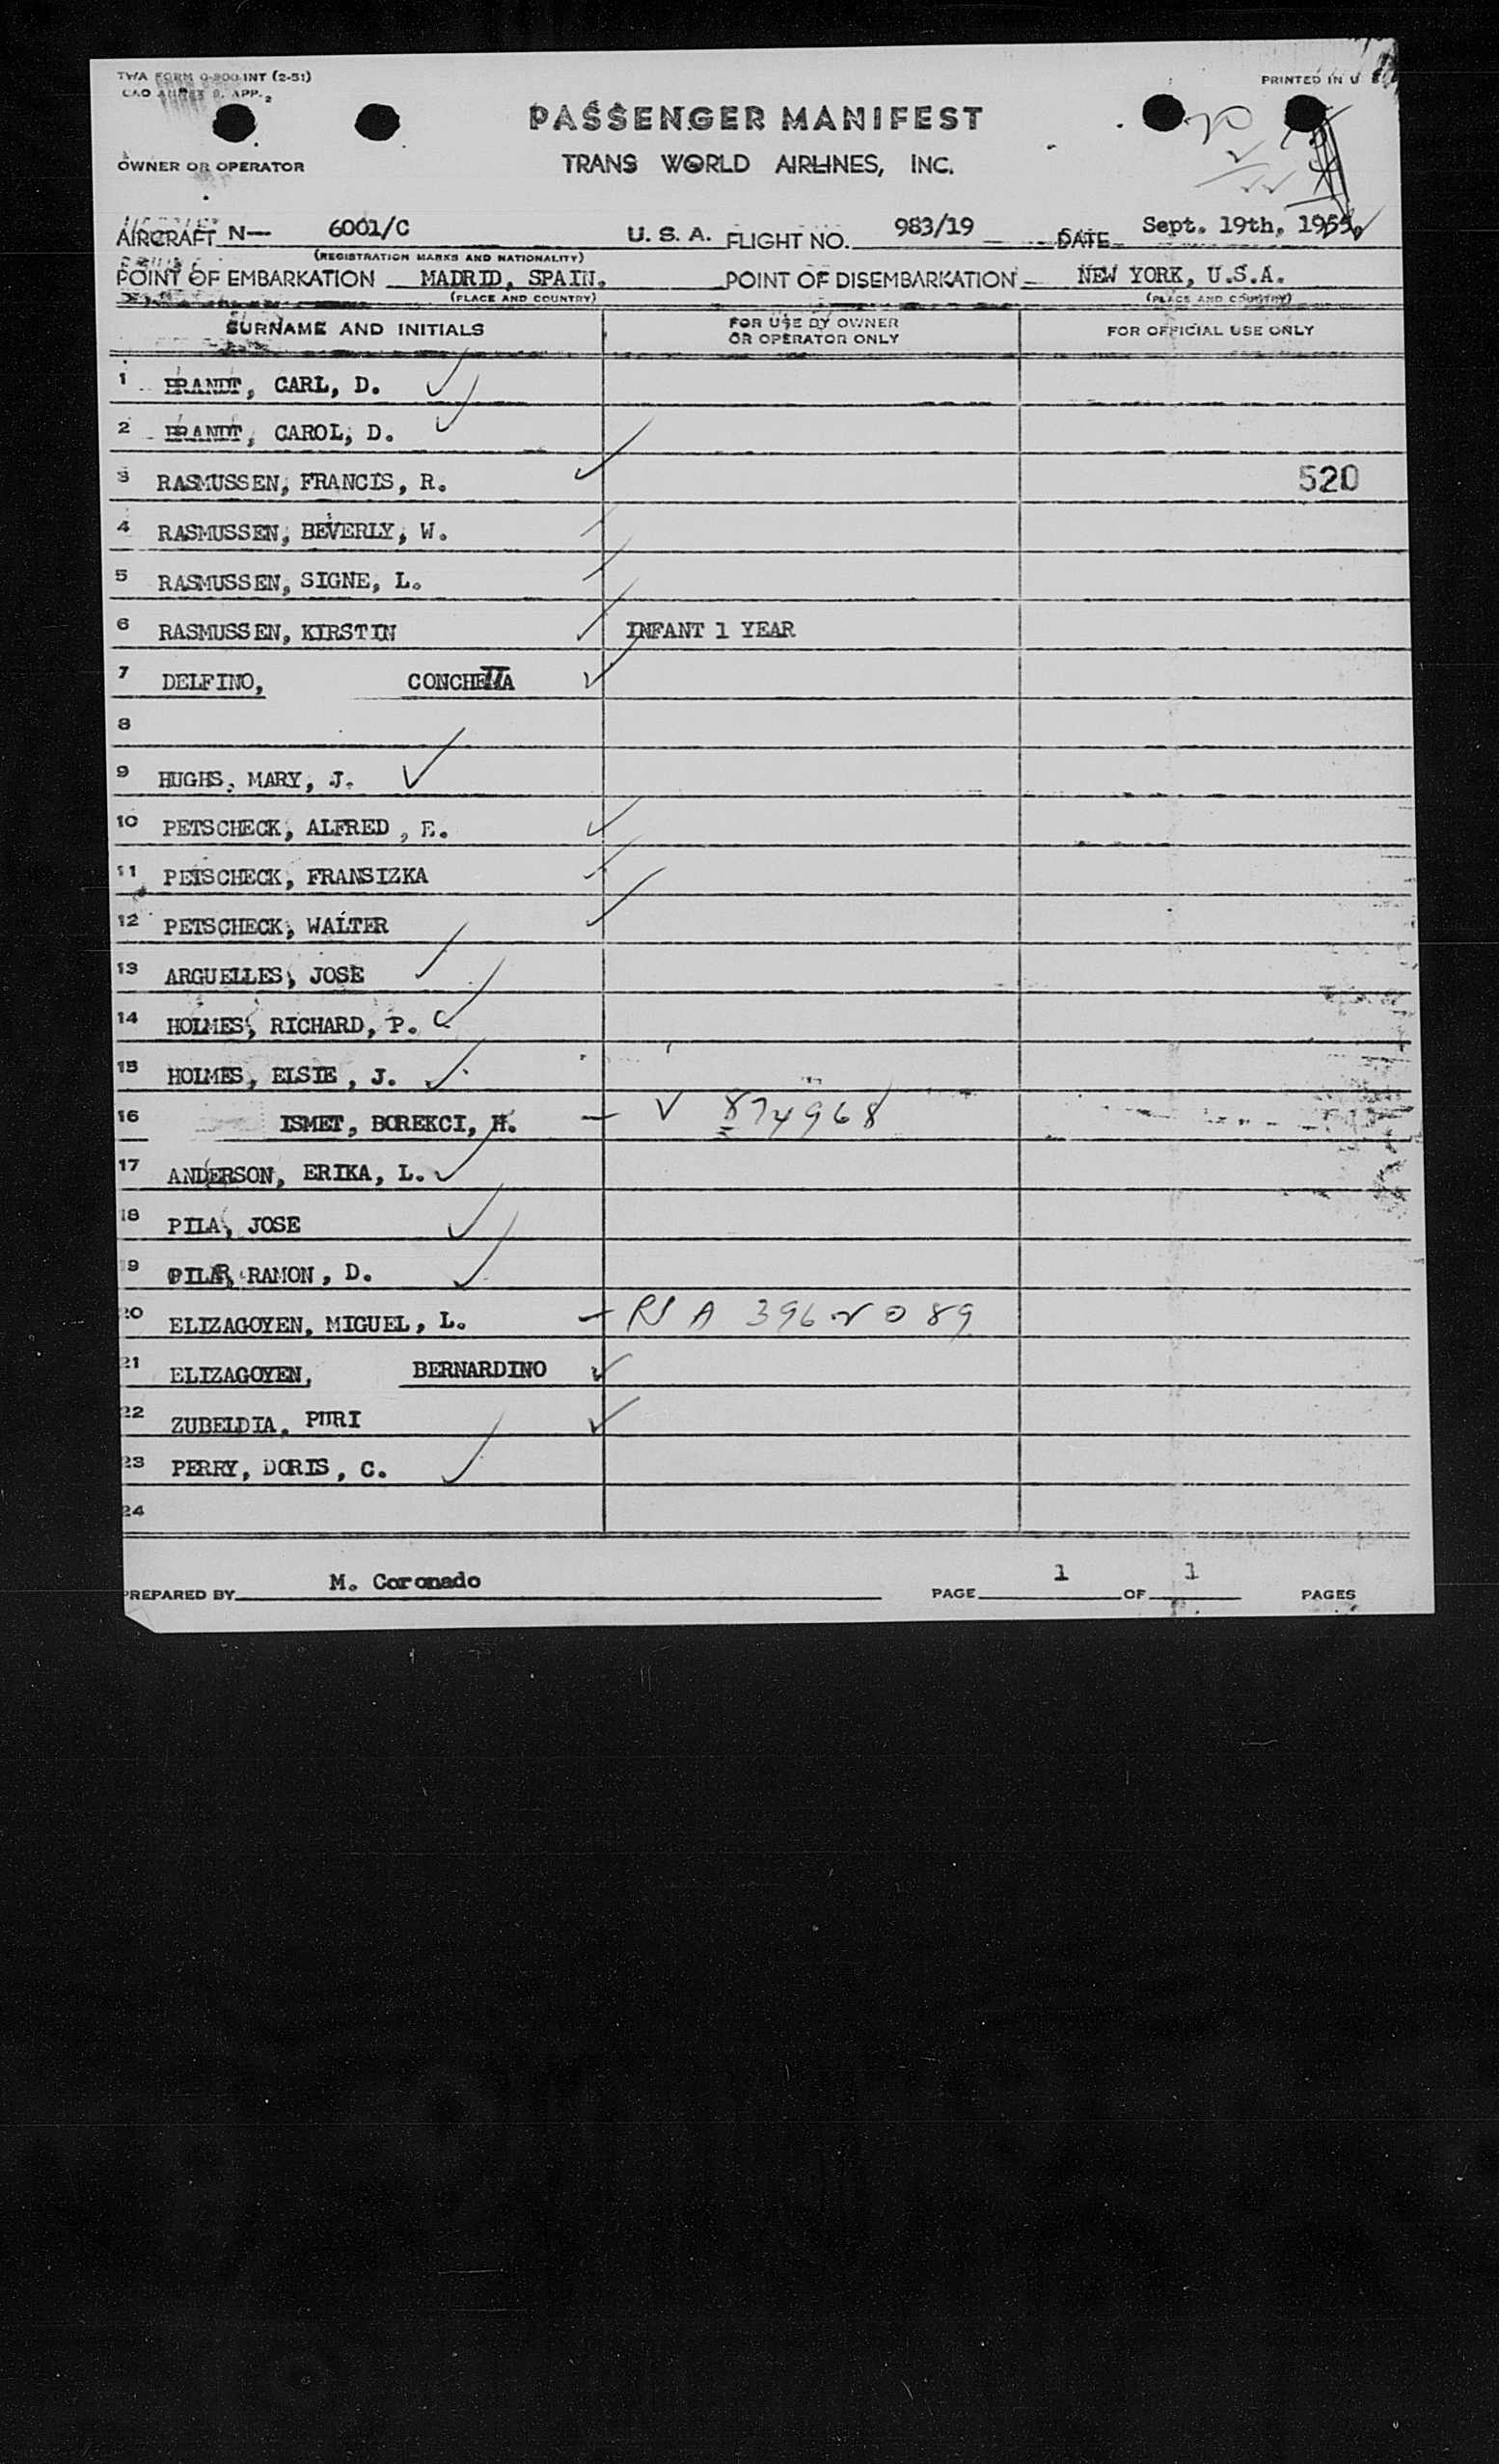 TWA FORM O-800-INT (2-51)
PRINTED IN U
PASSENGER MANIFEST
OWNER OR OPERATOR
TRANS WORLD AIRLINES, INC.
AIRCRAFT N— 6001/C U. S. A. FLIGHT NO. 983/19 DATE Sept. 19th, 1955
(REGISTRATION MARKS AND NATIONALITY)
POINT OF EMBARKATION MADRID, SPAIN. POINT OF DISEMBARKATION NEW YORK, U.S.A.
(PLACE AND COUNTRY) (PLACE AND COUNTRY)
SURNAME AND INITIALS FOR USE BY OWNER OR OPERATOR ONLY FOR OFFICIAL USE ONLY
1 BRANDT, CARL, D.
2 BRANDT, CAROL, D.
3 RASMUSSEN, FRANCIS, R. 520
4 RASMUSSEN, BEVERLY, W.
5 RASMUSSEN, SIGNE, L.
6 RASMUSSEN, KIRSTIN INFANT 1 YEAR
7 DELFINO, CONCHETTA
8
9 HUGHS, MARY, J.
10 PETSCHECK, ALFRED, E.
11 PETSCHECK, FRANSIZKA
12 PETSCHECK, WALTER
13 ARGUELLES, JOSE
14 HOLMES, RICHARD, P.
15 HOLMES, ELSIE, J.
16 ISMET, BOREKCI, H. — V 874968
17 ANDERSON, ERIKA, L.
18 PILA, JOSE
19 PILAR, RAMON, D.
20 ELIZAGOYEN, MIGUEL, L. — A 3962089
21 ELIZAGOYEN, BERNARDINO
22 ZUBELDIA, PURI
23 PERRY, DORIS, C.
24
PREPARED BY M. Coronado PAGE 1 OF 1 PAGES